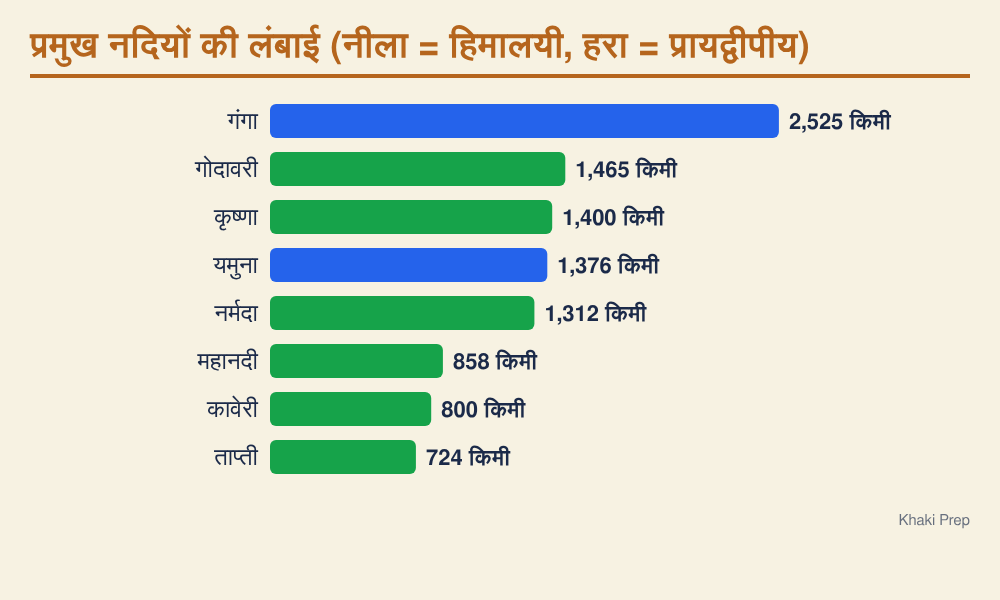 प्रमुख नदियों की लंबाई (नीला = हिमालयी, हरा = प्रायद्वीपीय)
गंगा 2,525 किमी
गोदावरी 1,465 किमी
कृष्णा 1,400 किमी
यमुना 1,376 किमी
नर्मदा 1,312 किमी
महानदी 858 किमी
कावेरी 800 किमी
ताप्ती 724 किमी
Khaki Prep